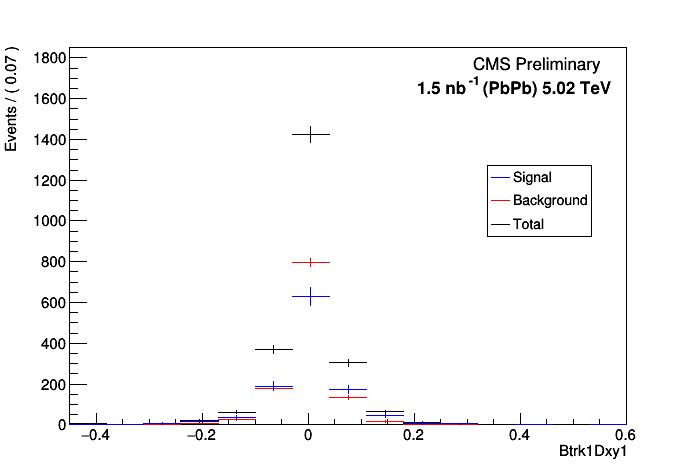 CMS Preliminary
1.5 nb-1 (PbPb) 5.02 TeV
Events / ( 0.07 )
1800
1600
1400
1200
1000
800
600
400
200
0
Signal
Background
Total
−0.4 −0.2 0 0.2 0.4 0.6
Btrk1Dxy1